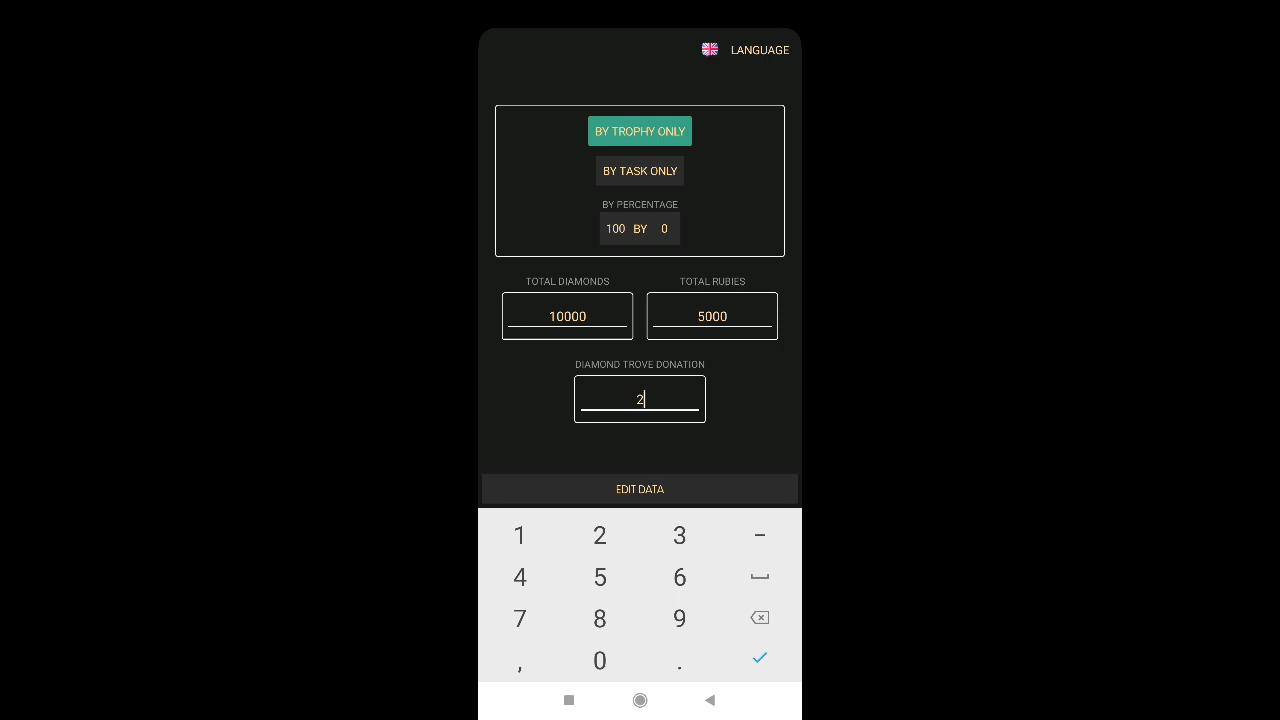 LANGUAGE
BY TROPHY ONLY
BY TASK ONLY
BY PERCENTAGE
100 BY 0
TOTAL DIAMONDS TOTAL RUBIES
10000 5000
DIAMOND TROVE DONATION
2
EDIT DATA
1 2 3 -
4 5 6
7 8 9
, 0 .